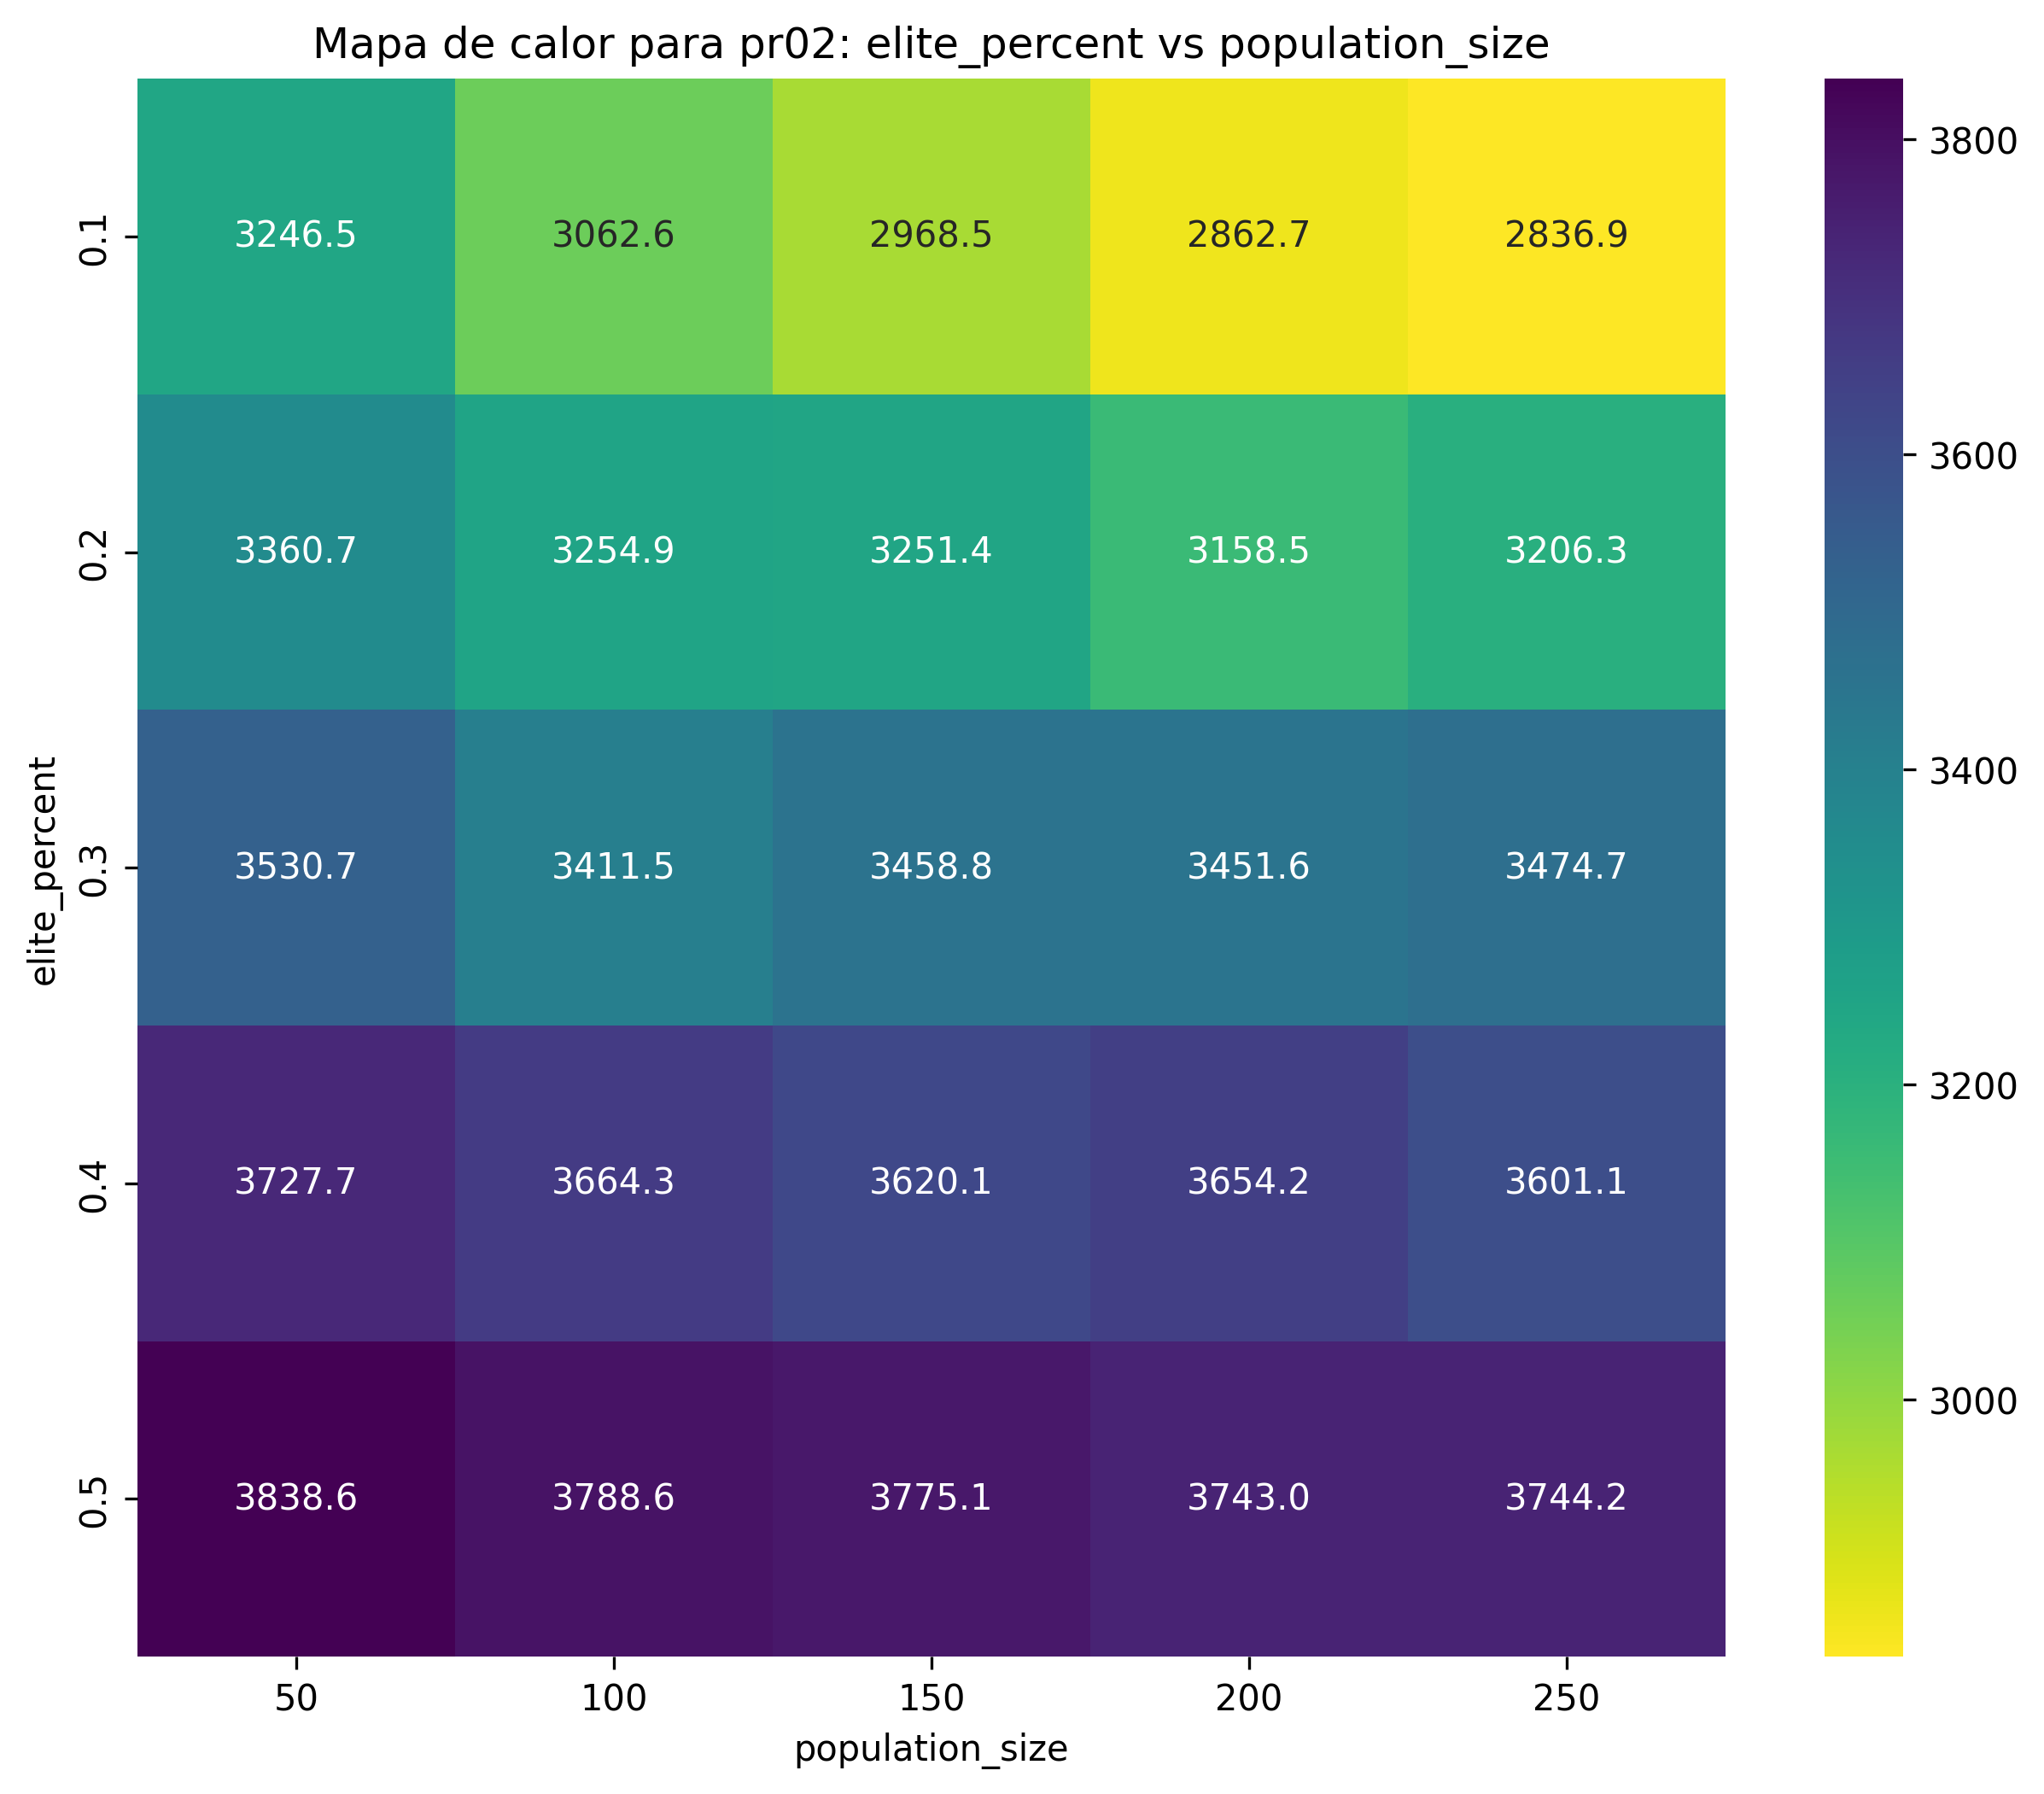 Mapa de calor para pr02: elite_percent vs population_size
3246.5 3062.6 2968.5 2862.7 2836.9
3360.7 3254.9 3251.4 3158.5 3206.3
3530.7 3411.5 3458.8 3451.6 3474.7
3727.7 3664.3 3620.1 3654.2 3601.1
3838.6 3788.6 3775.1 3743.0 3744.2
0.1
0.2
0.3
0.4
0.5
elite_percent
50 100 150 200 250
population_size
3800
3600
3400
3200
3000